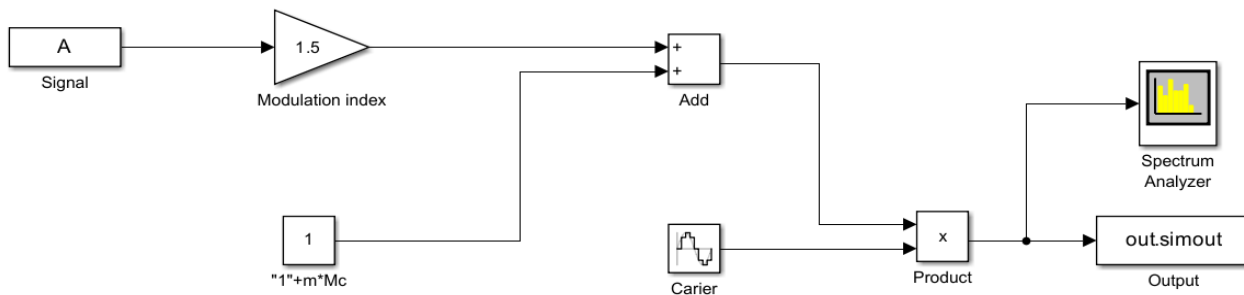 A
Signal
1.5
Modulation index
+
+
Add
1
"1"+m*Mc
Carier
x
Product
Spectrum
Analyzer
out.simout
Output